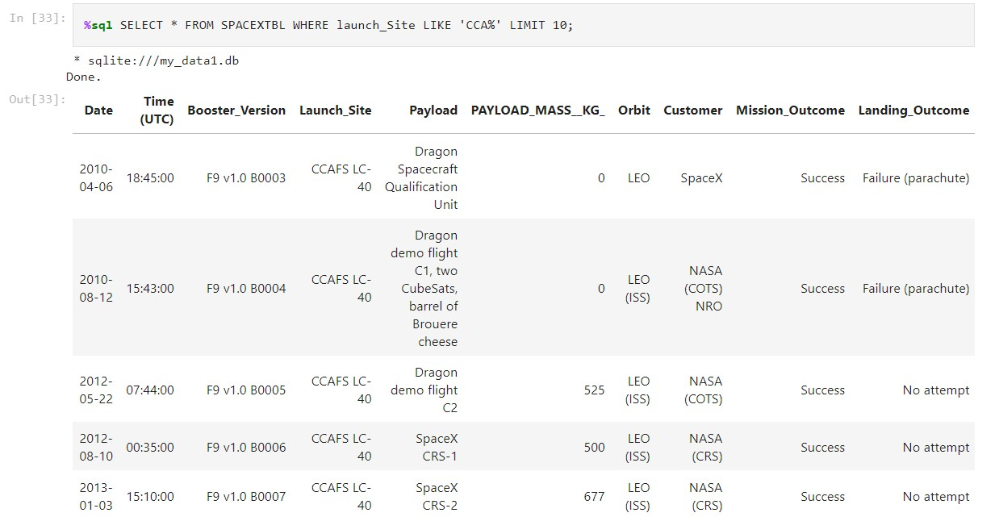 In [33]: %sql SELECT * FROM SPACEXTBL WHERE launch_Site LIKE 'CCA%' LIMIT 10;
* sqlite:///my_data1.db
Done.
Out[33]:
Date Time (UTC) Booster_Version Launch_Site Payload PAYLOAD_MASS__KG_ Orbit Customer Mission_Outcome Landing_Outcome
2010-04-06 18:45:00 F9 v1.0 B0003 CCAFS LC-40 Dragon Spacecraft Qualification Unit 0 LEO SpaceX Success Failure (parachute)
2010-08-12 15:43:00 F9 v1.0 B0004 CCAFS LC-40 Dragon demo flight C1, two CubeSats, barrel of Brouere cheese 0 LEO (ISS) NASA (COTS) NRO Success Failure (parachute)
2012-05-22 07:44:00 F9 v1.0 B0005 CCAFS LC-40 Dragon demo flight C2 525 LEO (ISS) NASA (COTS) Success No attempt
2012-08-10 00:35:00 F9 v1.0 B0006 CCAFS LC-40 SpaceX CRS-1 500 LEO (ISS) NASA (CRS) Success No attempt
2013-01-03 15:10:00 F9 v1.0 B0007 CCAFS LC-40 SpaceX CRS-2 677 LEO (ISS) NASA (CRS) Success No attempt